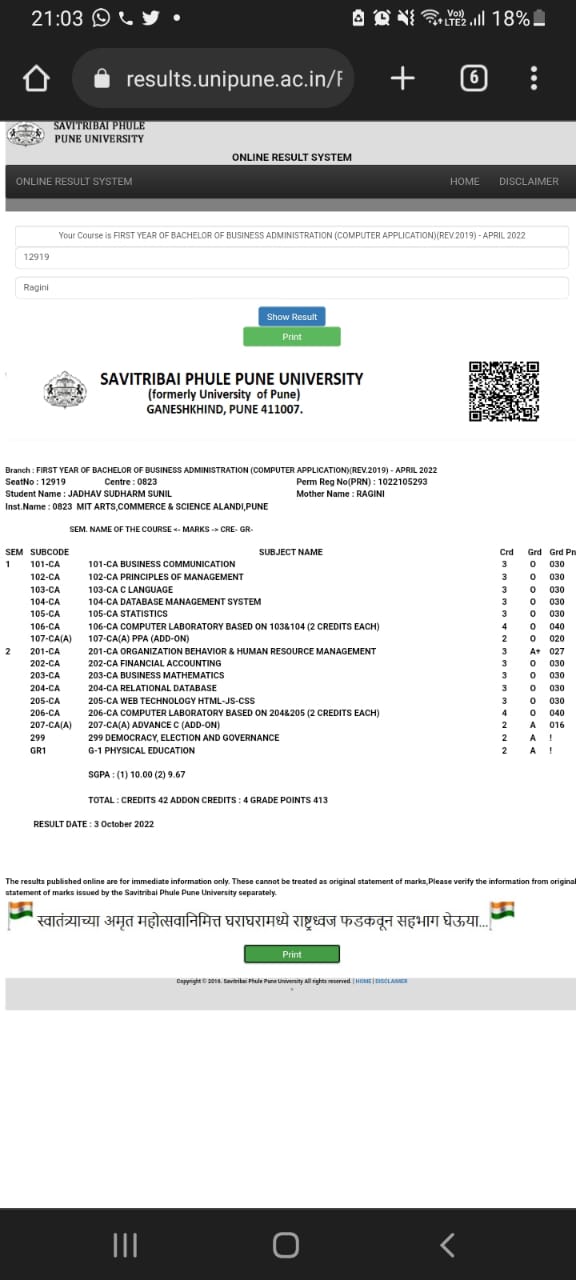 21:03 Vo)) LTE2 18%
results.unipune.ac.in/F 6
SAVITRIBAI PHULE
PUNE UNIVERSITY
ONLINE RESULT SYSTEM
ONLINE RESULT SYSTEM HOME DISCLAIMER
Your Course is FIRST YEAR OF BACHELOR OF BUSINESS ADMINISTRATION (COMPUTER APPLICATION)(REV.2019) - APRIL 2022
12919
Ragini
Show Result
Print
SAVITRIBAI PHULE PUNE UNIVERSITY
(formerly University of Pune)
GANESHKHIND, PUNE 411007.
Branch : FIRST YEAR OF BACHELOR OF BUSINESS ADMINISTRATION (COMPUTER APPLICATION)(REV.2019) - APRIL 2022
SeatNo : 12919 Centre : 0823 Perm Reg No(PRN) : 1022105293
Student Name : JADHAV SUDHARM SUNIL Mother Name : RAGINI
Inst.Name : 0823 MIT ARTS,COMMERCE & SCIENCE ALANDI,PUNE
SEM. NAME OF THE COURSE <- MARKS -> CRE- GR-
SEM SUBCODE SUBJECT NAME Crd Grd Grd Pn
1 101-CA 101-CA BUSINESS COMMUNICATION 3 O 030
102-CA 102-CA PRINCIPLES OF MANAGEMENT 3 O 030
103-CA 103-CA C LANGUAGE 3 O 030
104-CA 104-CA DATABASE MANAGEMENT SYSTEM 3 O 030
105-CA 105-CA STATISTICS 3 O 030
106-CA 106-CA COMPUTER LABORATORY BASED ON 103&104 (2 CREDITS EACH) 4 O 040
107-CA(A) 107-CA(A) PPA (ADD-ON) 2 O 020
2 201-CA 201-CA ORGANIZATION BEHAVIOR & HUMAN RESOURCE MANAGEMENT 3 A+ 027
202-CA 202-CA FINANCIAL ACCOUNTING 3 O 030
203-CA 203-CA BUSINESS MATHEMATICS 3 O 030
204-CA 204-CA RELATIONAL DATABASE 3 O 030
205-CA 205-CA WEB TECHNOLOGY HTML-JS-CSS 3 O 030
206-CA 206-CA COMPUTER LABORATORY BASED ON 204&205 (2 CREDITS EACH) 4 O 040
207-CA(A) 207-CA(A) ADVANCE C (ADD-ON) 2 A 016
299 299 DEMOCRACY, ELECTION AND GOVERNANCE 2 A !
GR1 G-1 PHYSICAL EDUCATION 2 A !
SGPA : (1) 10.00 (2) 9.67
TOTAL : CREDITS 42 ADDON CREDITS : 4 GRADE POINTS 413
RESULT DATE : 3 October 2022
The results published online are for immediate information only. These cannot be treated as original statement of marks,Please verify the information from original
statement of marks issued by the Savitribai Phule Pune University separately.
स्वातंत्र्याच्या अमृत महोत्सवानिमित्त घराघरामध्ये राष्ट्रध्वज फडकवून सहभाग घेऊया...
Print
Copyright © 2016. Savitribai Phule Pune University All rights reserved. | HOME | DISCLAIMER